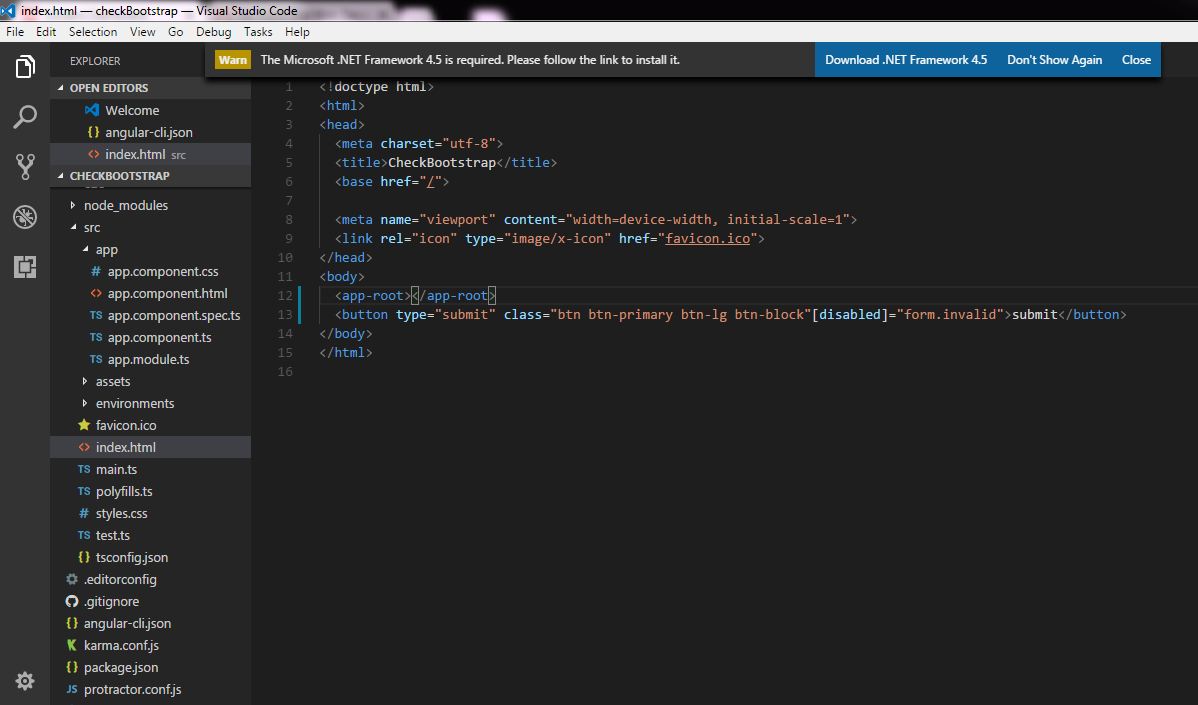 index.html — checkBootstrap — Visual Studio Code
File Edit Selection View Go Debug Tasks Help
EXPLORER
Warn The Microsoft .NET Framework 4.5 is required. Please follow the link to install it. Download .NET Framework 4.5 Don't Show Again Close
OPEN EDITORS
Welcome
{} angular-cli.json
<> index.html src
CHECKBOOTSTRAP
node_modules
src
app
# app.component.css
<> app.component.html
TS app.component.spec.ts
TS app.component.ts
TS app.module.ts
assets
environments
favicon.ico
<> index.html
TS main.ts
TS polyfills.ts
# styles.css
TS test.ts
{} tsconfig.json
.editorconfig
.gitignore
{} angular-cli.json
K karma.conf.js
{} package.json
JS protractor.conf.js
1 <!doctype html>
2 <html>
3 <head>
4 <meta charset="utf-8">
5 <title>CheckBootstrap</title>
6 <base href="/">
7
8 <meta name="viewport" content="width=device-width, initial-scale=1">
9 <link rel="icon" type="image/x-icon" href="favicon.ico">
10 </head>
11 <body>
12 <app-root></app-root>
13 <button type="submit" class="btn btn-primary btn-lg btn-block"[disabled]="form.invalid">submit</button>
14 </body>
15 </html>
16